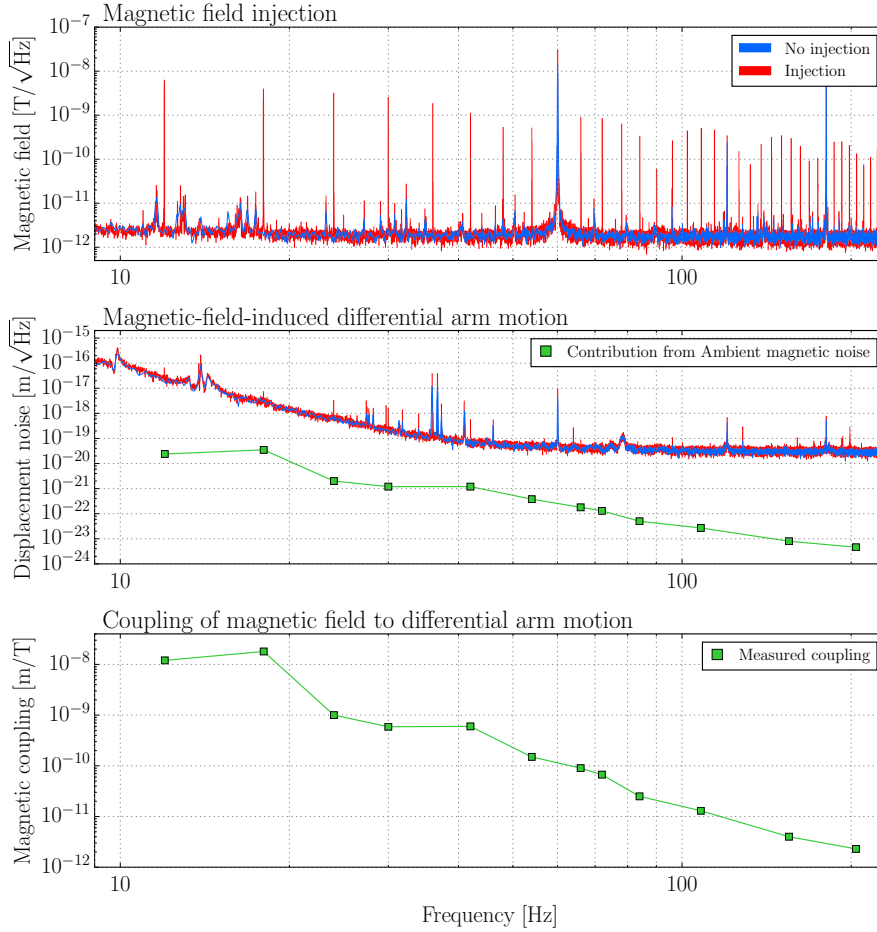 Magnetic field injection
Magnetic field [T/√Hz]
10⁻⁷
10⁻⁸
10⁻⁹
10⁻¹⁰
10⁻¹¹
10⁻¹²
No injection
Injection
10 100
Magnetic-field-induced differential arm motion
Displacement noise [m/√Hz]
10⁻¹⁵
10⁻¹⁶
10⁻¹⁷
10⁻¹⁸
10⁻¹⁹
10⁻²⁰
10⁻²¹
10⁻²²
10⁻²³
10⁻²⁴
Contribution from Ambient magnetic noise
10 100
Coupling of magnetic field to differential arm motion
Magnetic coupling [m/T]
10⁻⁸
10⁻⁹
10⁻¹⁰
10⁻¹¹
10⁻¹²
Measured coupling
10 100
Frequency [Hz]